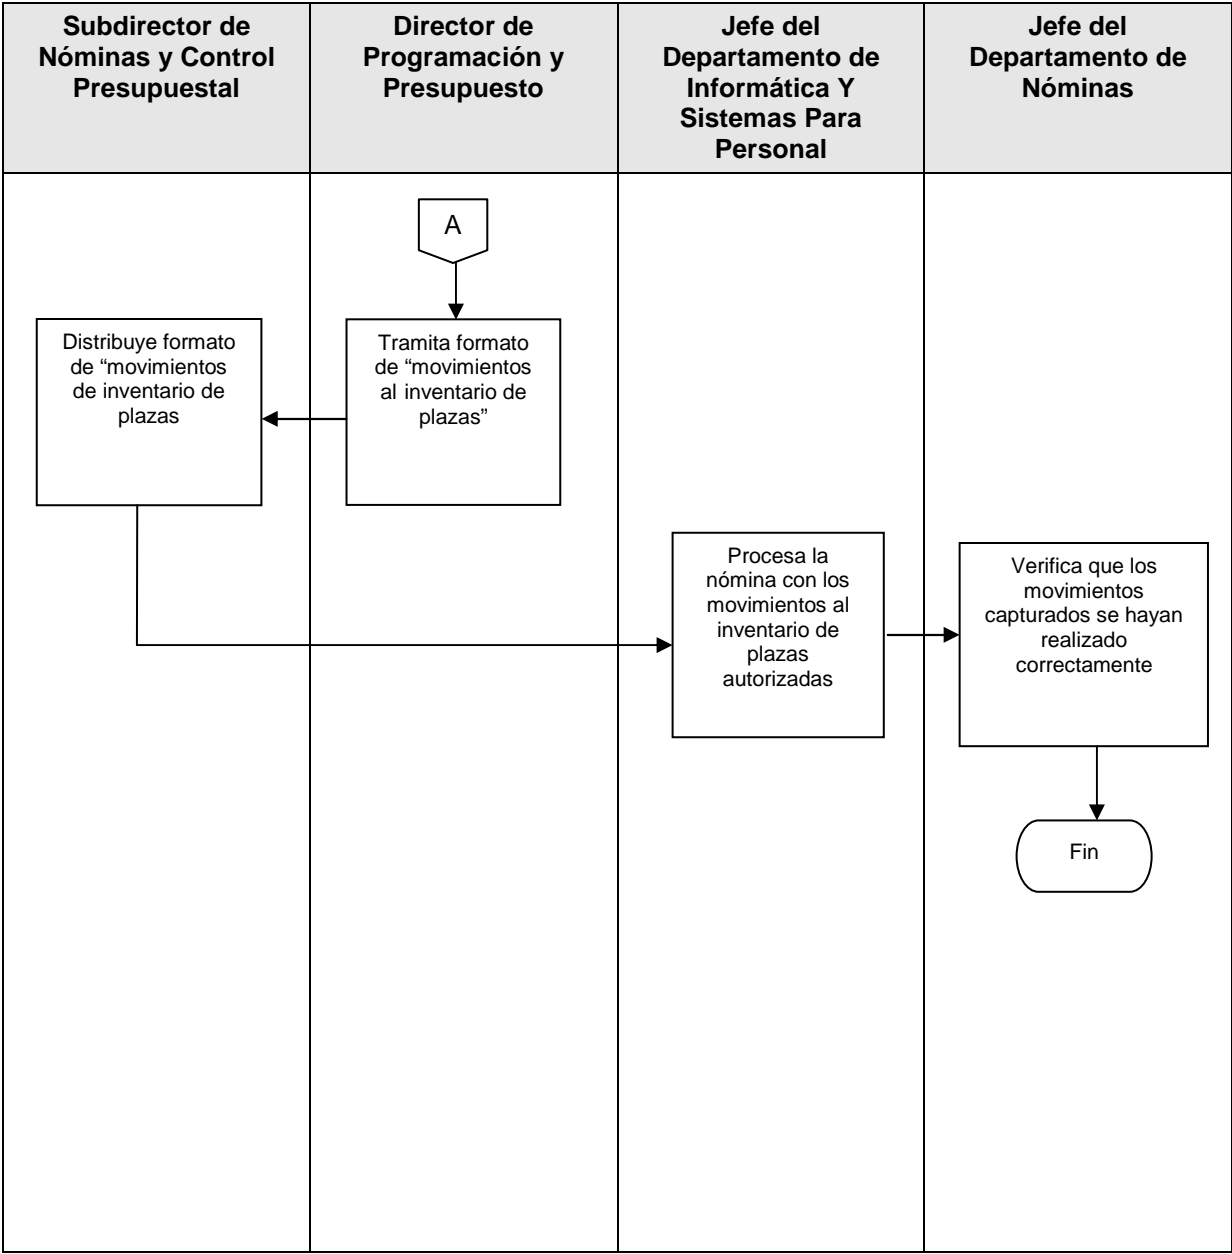 Subdirector de
Nóminas y Control
Presupuestal
Director de
Programación y
Presupuesto
Jefe del
Departamento de
Informática Y
Sistemas Para
Personal
Jefe del
Departamento de
Nóminas
A
Distribuye formato
de “movimientos
de inventario de
plazas
Tramita formato
de “movimientos
al inventario de
plazas”
Procesa la
nómina con los
movimientos al
inventario de
plazas
autorizadas
Verifica que los
movimientos
capturados se hayan
realizado
correctamente
Fin